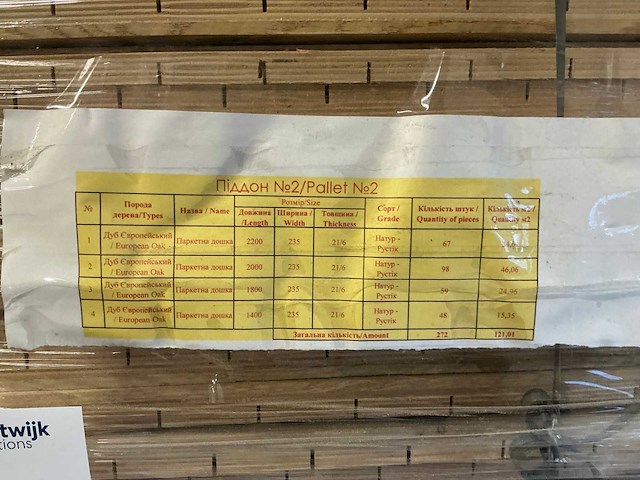 Піддон №2/Pallet №2
№ Порода дерева/Types Назва / Name Розмір/Size Сорт / Grade Кількість штук / Quantity of pieces Кількість м2/ Quantity м2
Довжина /Length Ширина / Width Товщина / Thickness
1 Дуб Європейський / European Oak Паркетна дошка 2200 235 21/6 Натур - Рустік 67
2 Дуб Європейський / European Oak Паркетна дошка 2000 235 21/6 Натур - Рустік 98 46,06
3 Дуб Європейський / European Oak Паркетна дошка 1800 235 21/6 Натур - Рустік 59 24,96
4 Дуб Європейський / European Oak Паркетна дошка 1400 235 21/6 Натур - Рустік 48 15,35
Загальна кількість/Amount 272 121,01
twijk
tions